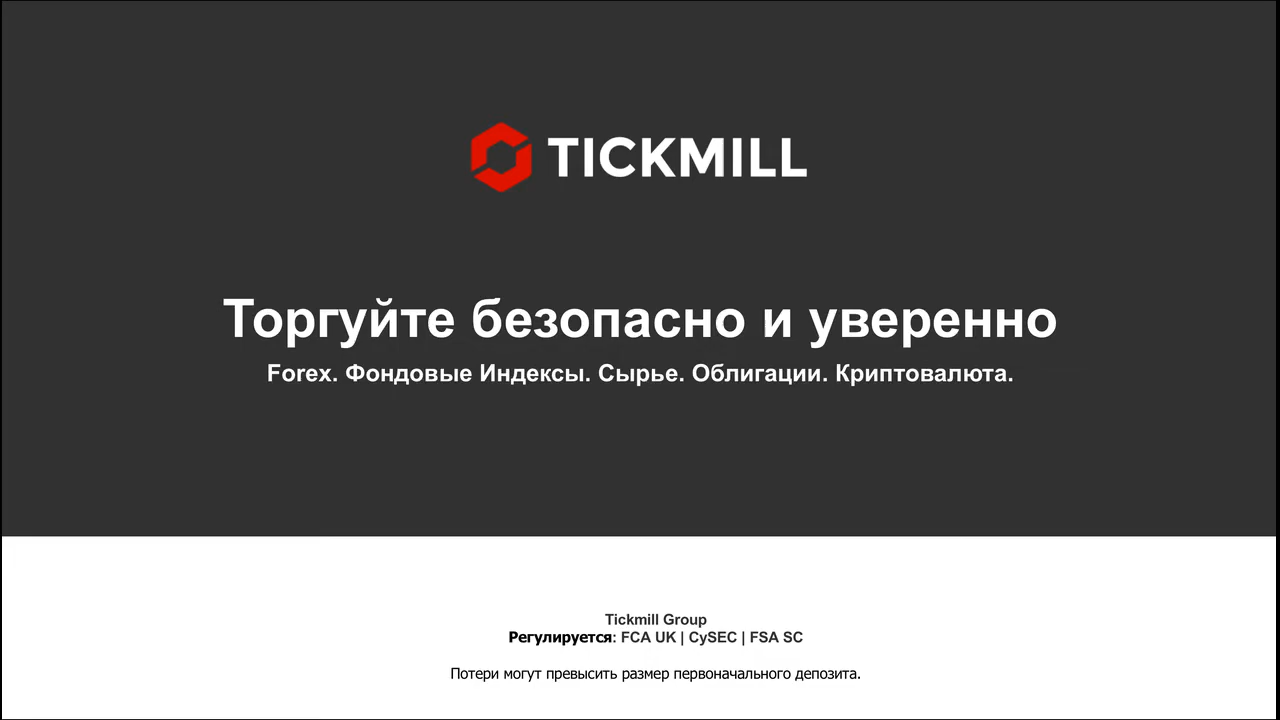 TICKMILL
Торгуйте безопасно и уверенно
Forex. Фондовые Индексы. Сырье. Облигации. Криптовалюта.
Tickmill Group
Регулируется: FCA UK | CySEC | FSA SC
Потери могут превысить размер первоначального депозита.